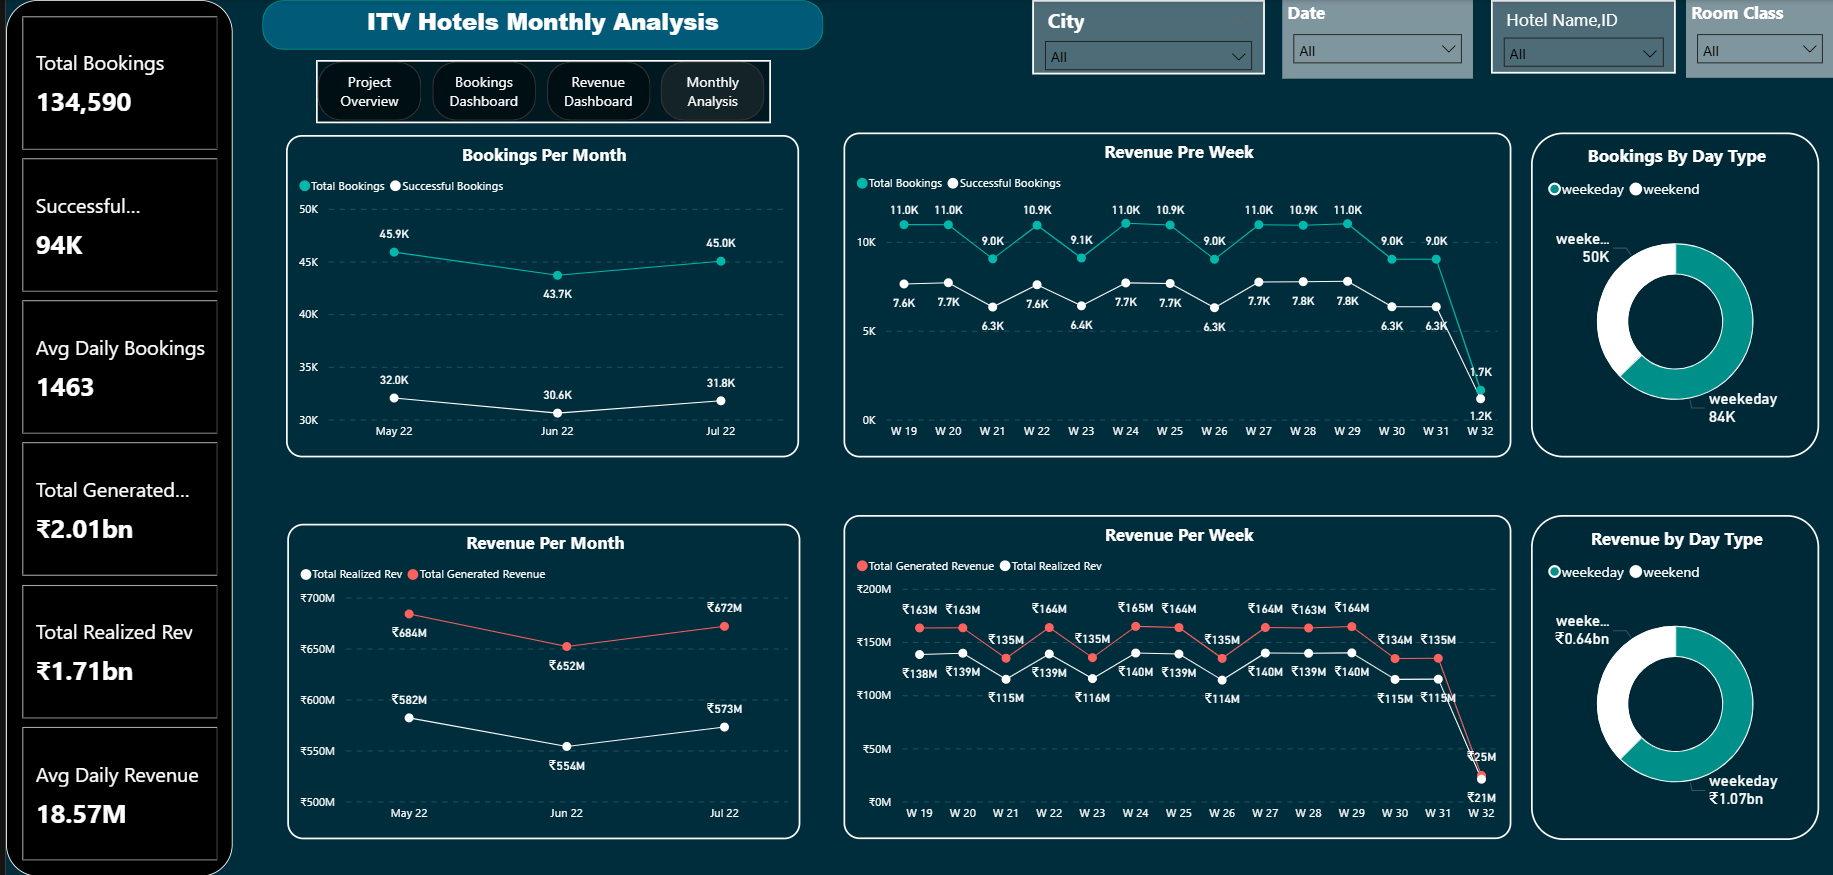 ITV Hotels Monthly Analysis
City
All
Date
All
Hotel Name,ID
All
Room Class
All
Project
Overview
Bookings
Dashboard
Revenue
Dashboard
Monthly
Analysis
Total Bookings
134,590
Successful...
94K
Avg Daily Bookings
1463
Total Generated...
₹2.01bn
Total Realized Rev
₹1.71bn
Avg Daily Revenue
18.57M
Bookings Per Month
Total Bookings Successful Bookings
50K
45K
40K
35K
30K
45.9K 43.7K 45.0K
32.0K 30.6K 31.8K
May 22 Jun 22 Jul 22
Revenue Pre Week
Total Bookings Successful Bookings
10K
5K
0K
11.0K 11.0K 9.0K 10.9K 9.1K 11.0K 10.9K 9.0K 11.0K 10.9K 11.0K 9.0K 9.0K 1.7K
7.6K 7.7K 6.3K 7.6K 6.4K 7.7K 7.7K 6.3K 7.7K 7.8K 7.8K 6.3K 6.3K 1.2K
W 19 W 20 W 21 W 22 W 23 W 24 W 25 W 26 W 27 W 28 W 29 W 30 W 31 W 32
Bookings By Day Type
weekeday weekend
weeke...
50K
weekeday
84K
Revenue Per Month
Total Realized Rev Total Generated Revenue
₹700M
₹650M
₹600M
₹550M
₹500M
₹684M ₹652M ₹672M
₹582M ₹554M ₹573M
May 22 Jun 22 Jul 22
Revenue Per Week
Total Generated Revenue Total Realized Rev
₹200M
₹150M
₹100M
₹50M
₹0M
₹163M ₹163M ₹135M ₹164M ₹135M ₹165M ₹164M ₹135M ₹164M ₹163M ₹164M ₹134M ₹135M ₹25M
₹138M ₹139M ₹115M ₹139M ₹116M ₹140M ₹139M ₹114M ₹140M ₹139M ₹140M ₹115M ₹115M ₹21M
W 19 W 20 W 21 W 22 W 23 W 24 W 25 W 26 W 27 W 28 W 29 W 30 W 31 W 32
Revenue by Day Type
weekeday weekend
weeke...
₹0.64bn
weekeday
₹1.07bn